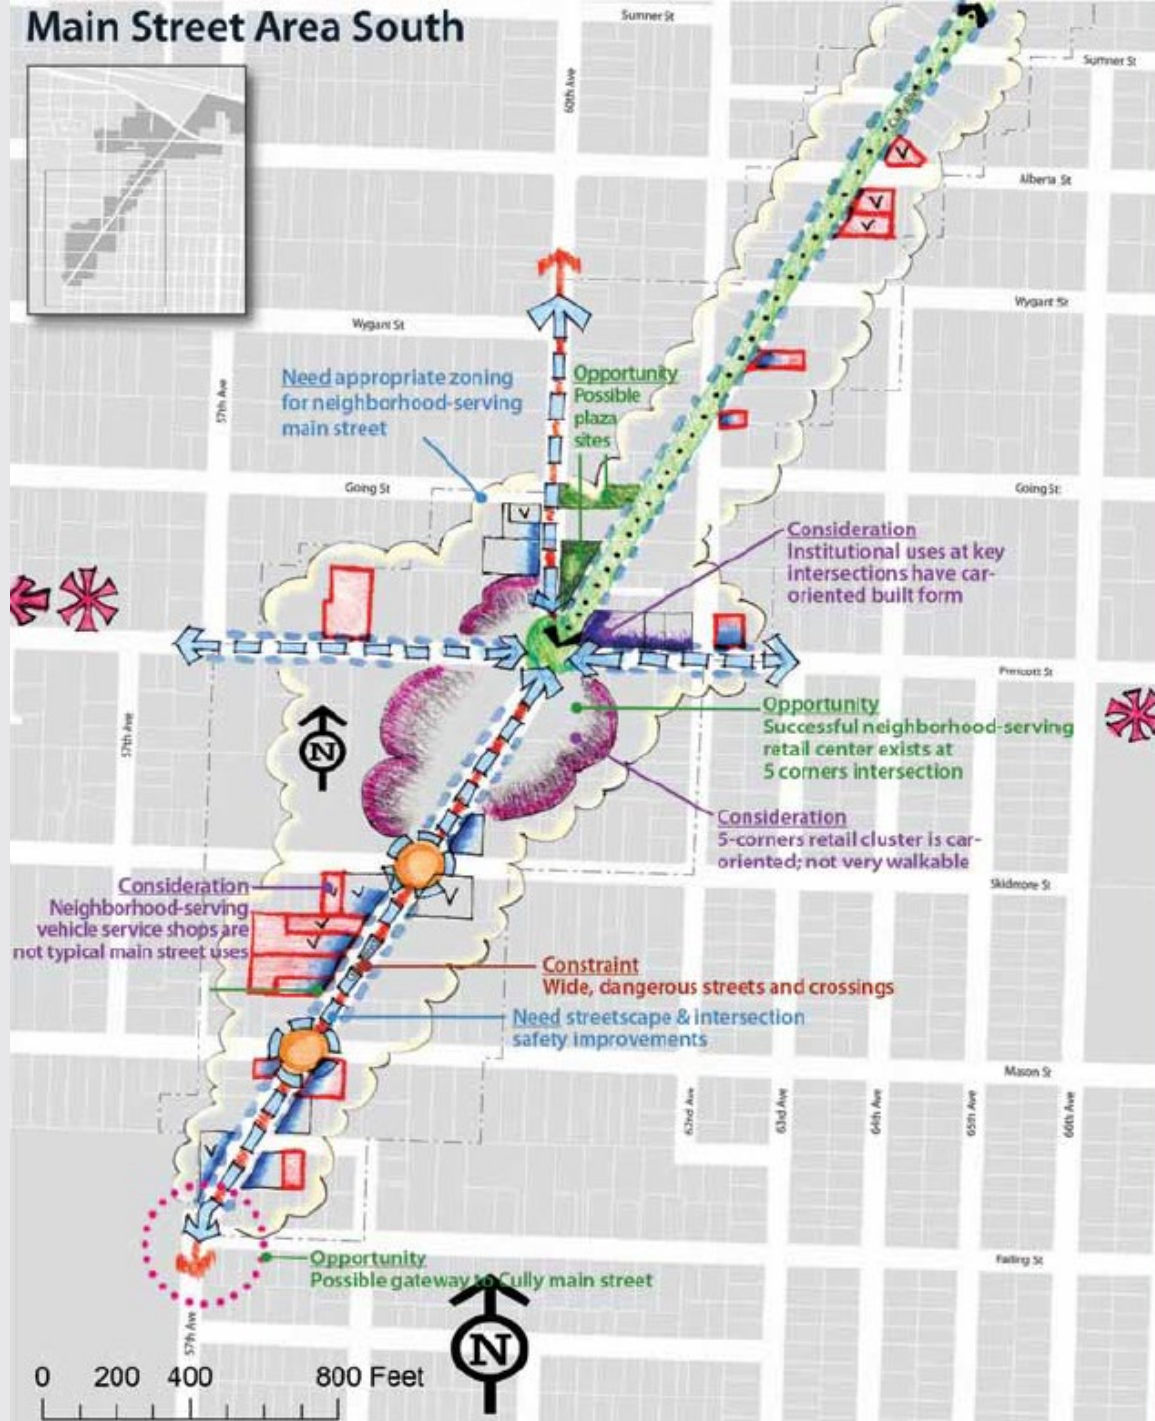 Main Street Area South
Sumner St
Sumner St
60th Ave
Alberta St
Wygant St
Wygant St
57th Ave
Need appropriate zoning
for neighborhood-serving
main street
Opportunity
Possible
plaza
sites
Going St
Going St
Consideration
Institutional uses at key
intersections have car-
oriented built form
Prescott St
57th Ave
N
Opportunity
Successful neighborhood-serving
retail center exists at
5 corners intersection
Consideration
5-corners retail cluster is car-
oriented; not very walkable
Skidmore St
Consideration
Neighborhood-serving
vehicle service shops are
not typical main street uses
Constraint
Wide, dangerous streets and crossings
Need streetscape & intersection
safety improvements
Mason St
62nd Ave
63rd Ave
64th Ave
65th Ave
66th Ave
Failing St
Opportunity
Possible gateway to Cully main street
57th Ave
N
0 200 400 800 Feet